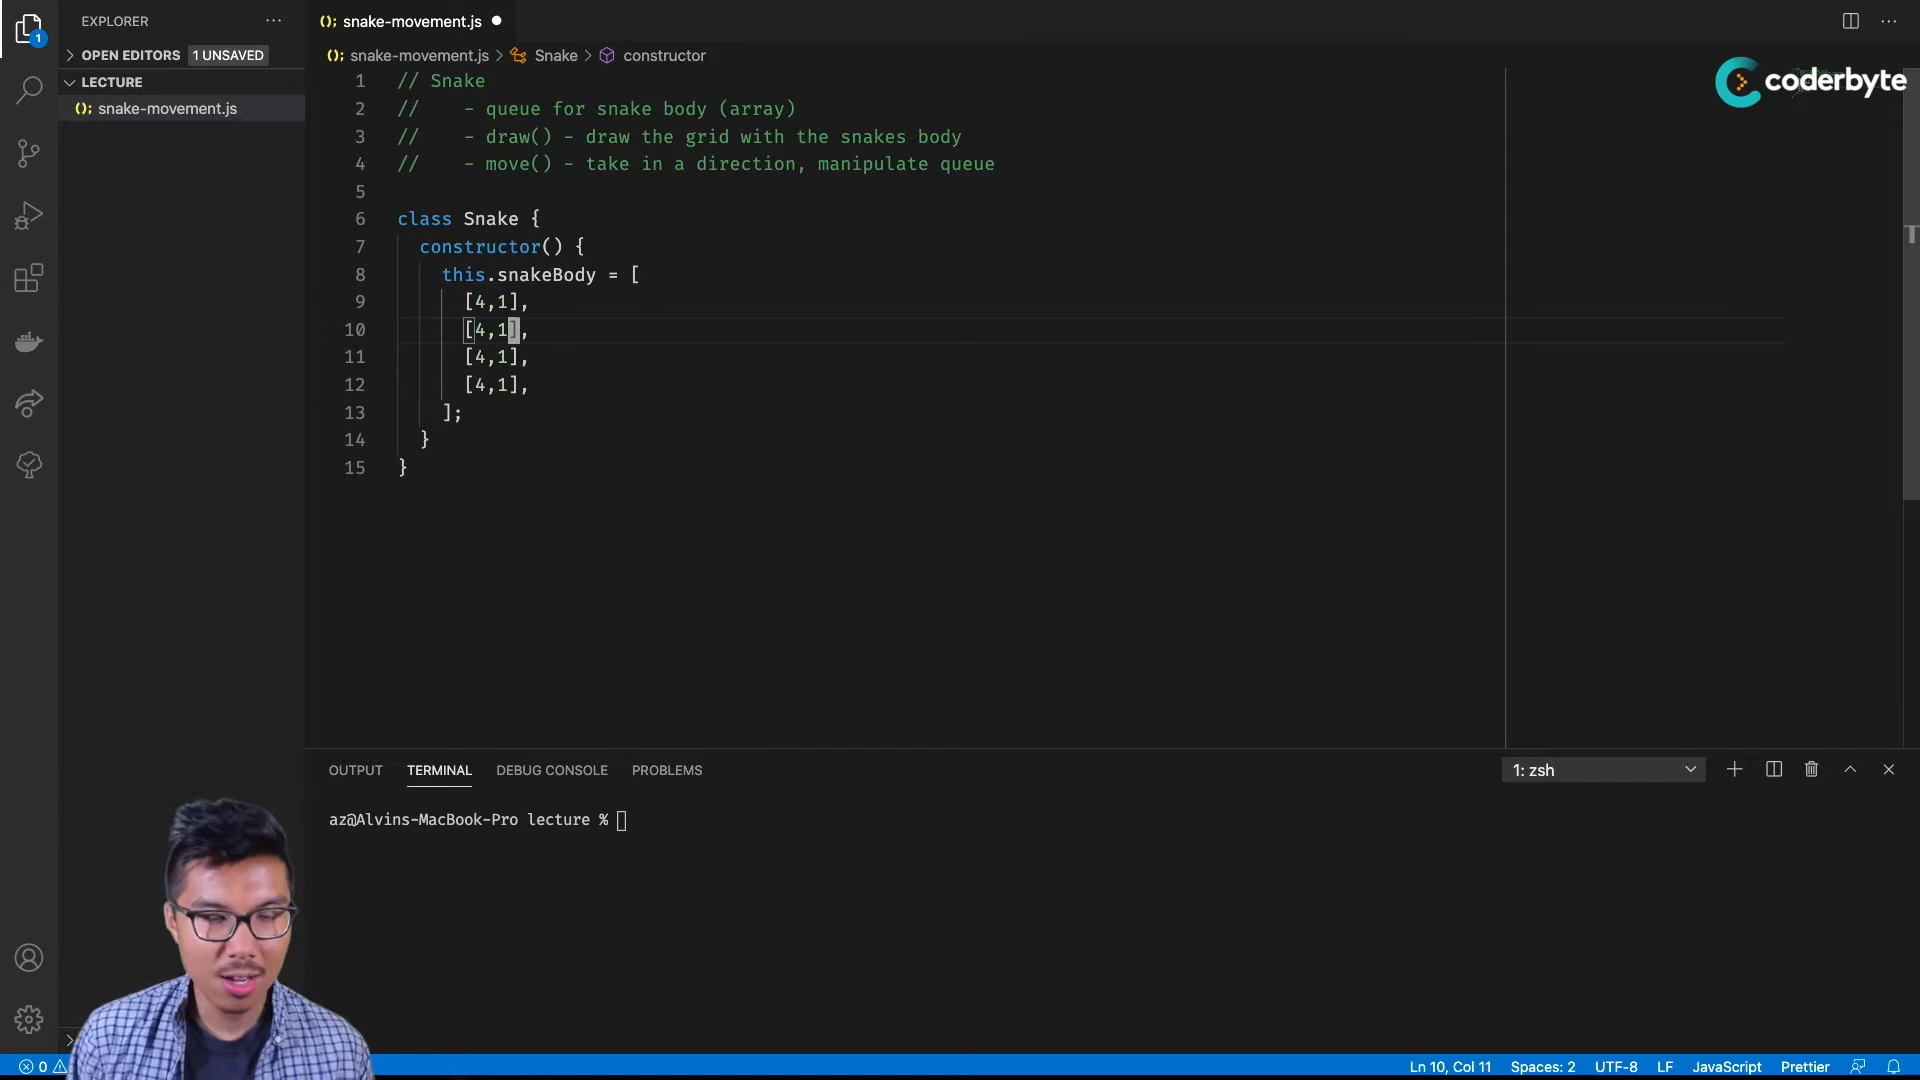 EXPLORER
OPEN EDITORS 1 UNSAVED
LECTURE
snake-movement.js
1
snake-movement.js
snake-movement.js > Snake > constructor
coderbyte
1 // Snake
2 //    - queue for snake body (array)
3 //    - draw() - draw the grid with the snakes body
4 //    - move() - take in a direction, manipulate queue
5
6 class Snake {
7   constructor() {
8     this.snakeBody = [
9       [4,1],
10       [4,1],
11       [4,1],
12       [4,1],
13     ];
14   }
15 }
OUTPUT TERMINAL DEBUG CONSOLE PROBLEMS
1: zsh
az@Alvins-MacBook-Pro lecture %
0
Ln 10, Col 11 Spaces: 2 UTF-8 LF JavaScript Prettier